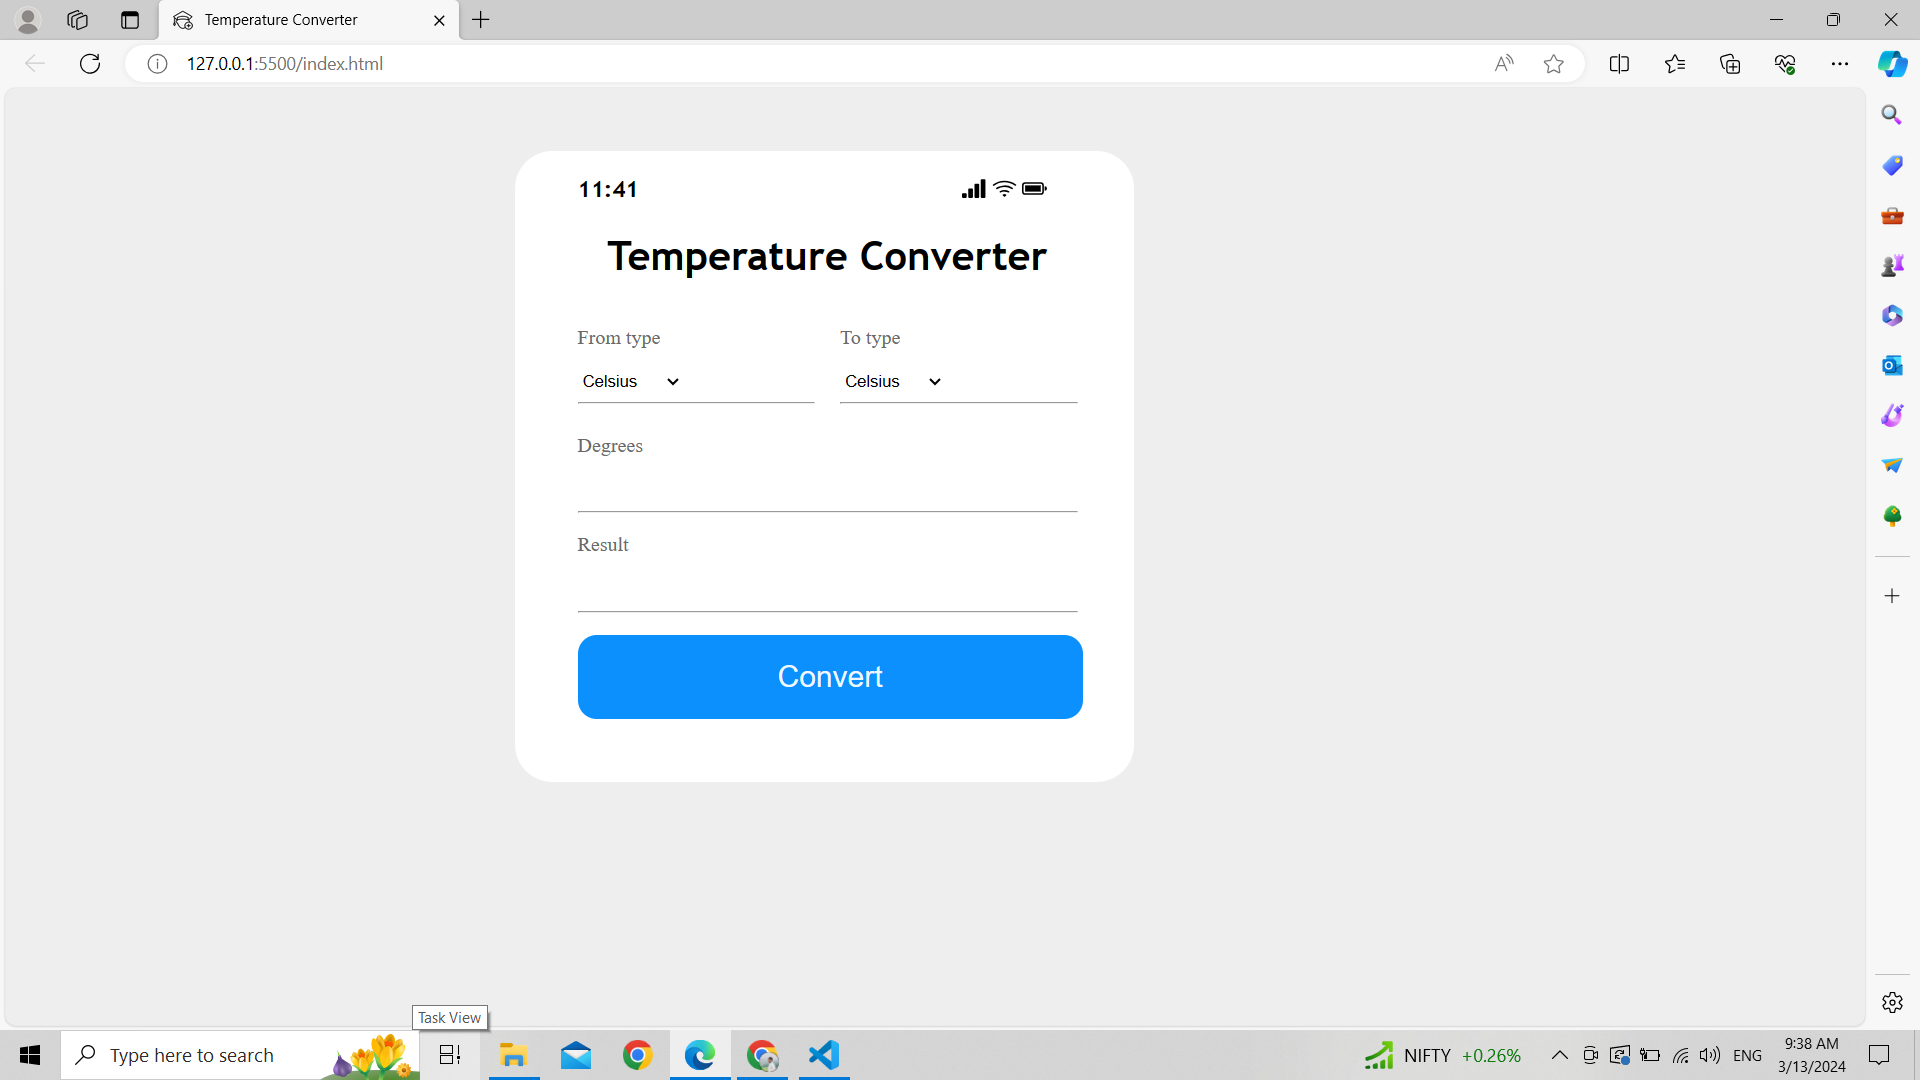 Temperature Converter
127.0.0.1:5500/index.html
11:41
Temperature Converter
From type To type
Celsius Celsius
Degrees
Result
Convert
Task View
Type here to search
NIFTY +0.26%
ENG
9:38 AM
3/13/2024